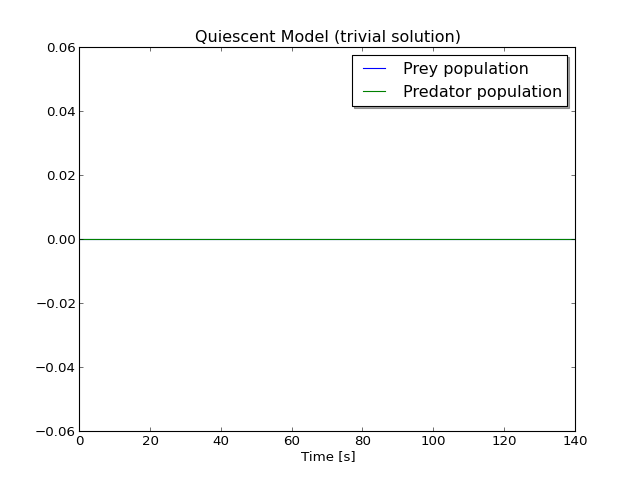 Quiescent Model (trivial solution)
Prey population
Predator population
0.06
0.04
0.02
0.00
−0.02
−0.04
−0.06
0 20 40 60 80 100 120 140
Time [s]